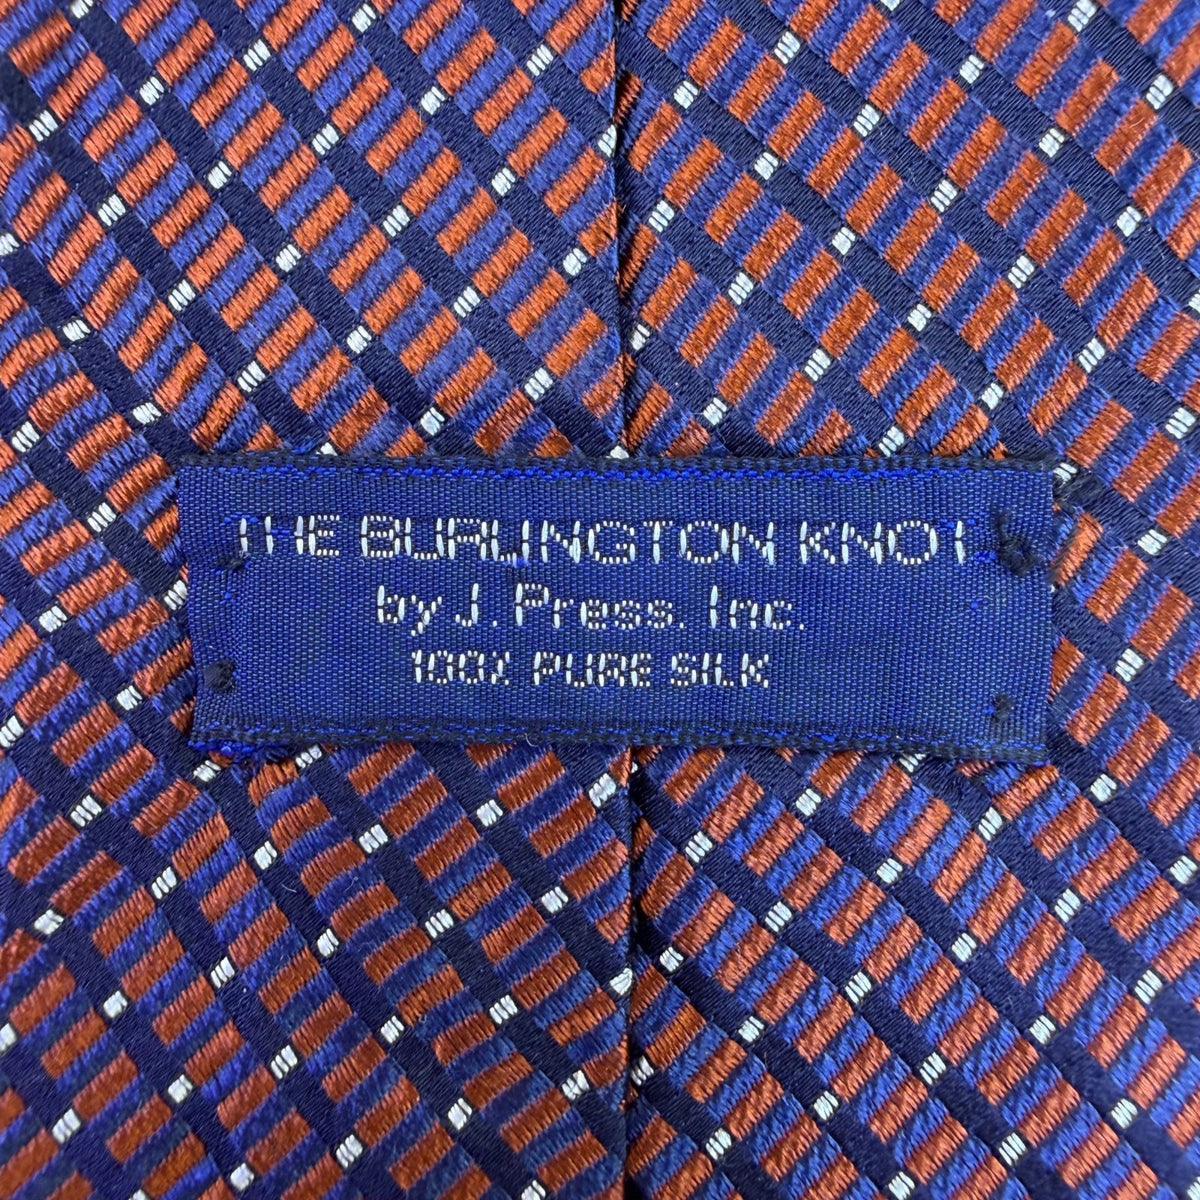 THE BURLINGTON KNOT
by J. Press. Inc.
100% PURE SILK